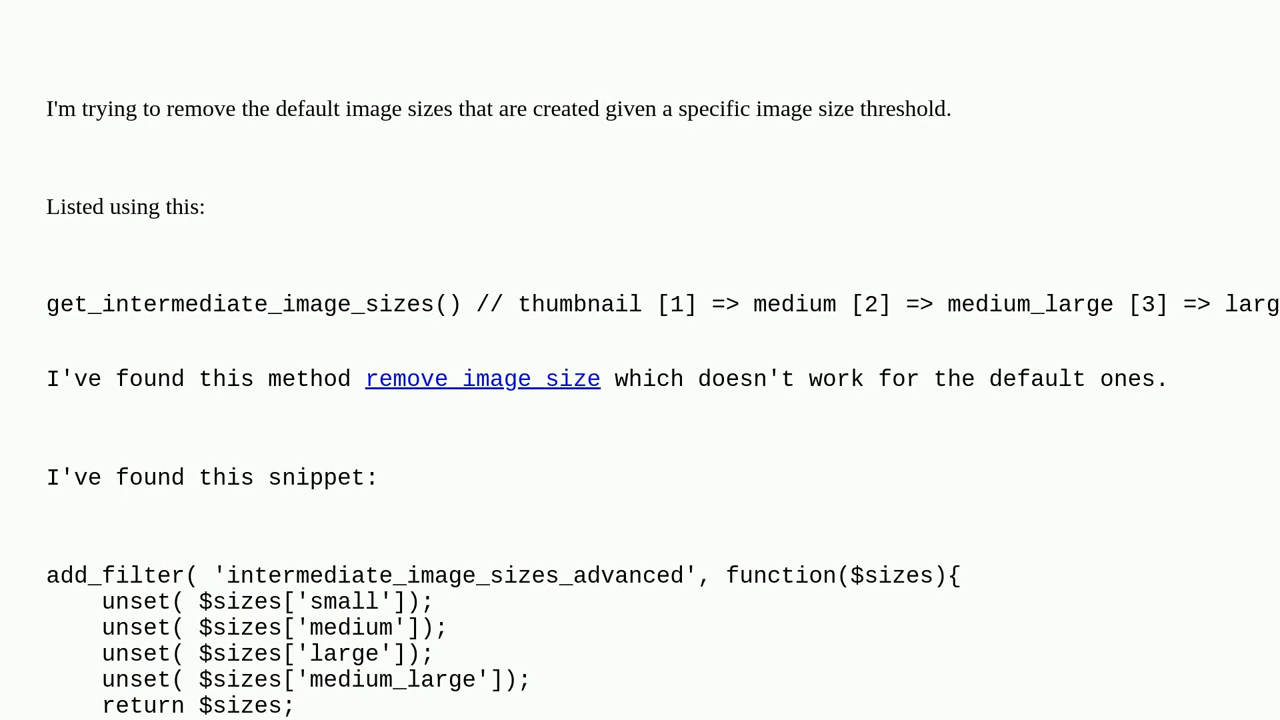 I'm trying to remove the default image sizes that are created given a specific image size threshold.
Listed using this:
get_intermediate_image_sizes() // thumbnail [1] => medium [2] => medium_large [3] => larg
I've found this method remove_image_size which doesn't work for the default ones.
I've found this snippet:
add_filter( 'intermediate_image_sizes_advanced', function($sizes){
    unset( $sizes['small']);
    unset( $sizes['medium']);
    unset( $sizes['large']);
    unset( $sizes['medium_large']);
    return $sizes;